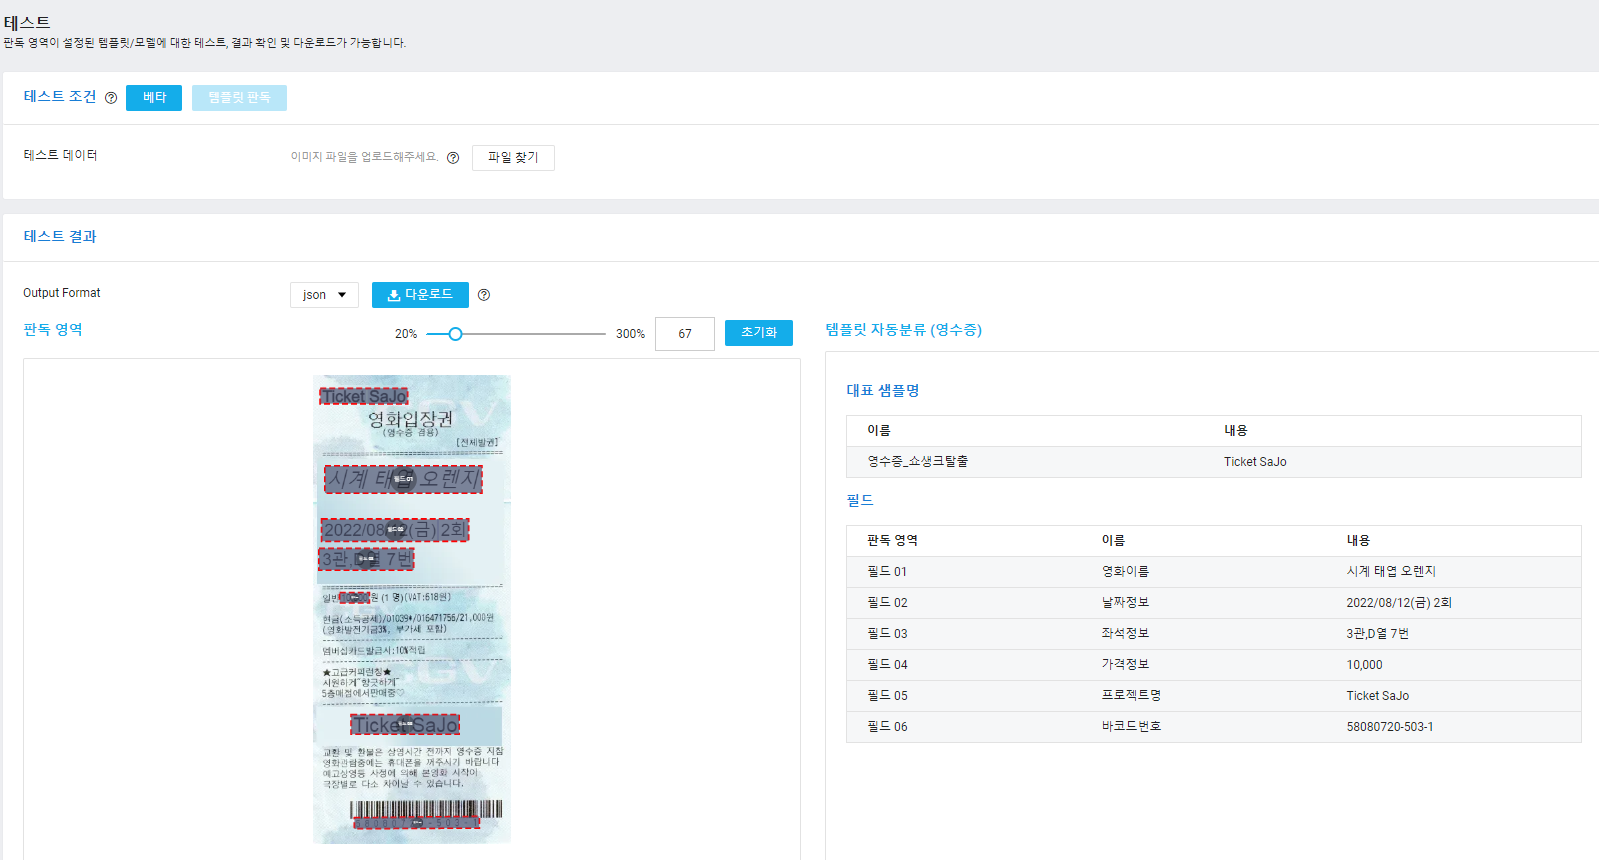 테스트
판독 영역이 설정된 템플릿/모델에 대한 테스트, 결과 확인 및 다운로드가 가능합니다.
테스트 조건 ? 베타 템플릿 판독
테스트 데이터 이미지 파일을 업로드해주세요. ? 파일 찾기
테스트 결과
Output Format json 다운로드 ?
판독 영역 20% 300% 67 초기화
Ticket SaJo
CGV
영화입장권
(영수증 겸용)
[전체발권]
시계 태엽 오렌지
필드 01
2022/08/12(금) 2회
3관,D열 7번
일반 원 (1 명)(VAT:618원)
현금(소득공제)/01039*/016471756/21,000원
(영화발전기금3%, 부가세 포함)
멤버십카드발급시:10%적립
CGV
★고급커피런칭★
시원하게~향긋하게~
5층매점에서판매중♡
Ticket SaJo
교환 및 환불은 상영시간 전까지 영수증 지참
영화관람중에는 휴대폰을 꺼주시기 바랍니다
예고상영등 사정에 의해 본영화 시작이
극장별로 다소 차이날 수 있습니다.
템플릿 자동분류 (영수증)
대표 샘플명
이름 내용
영수증_쇼생크탈출 Ticket SaJo
필드
판독 영역 이름 내용
필드 01 영화이름 시계 태엽 오렌지
필드 02 날짜정보 2022/08/12(금) 2회
필드 03 좌석정보 3관,D열 7번
필드 04 가격정보 10,000
필드 05 프로젝트명 Ticket SaJo
필드 06 바코드번호 58080720-503-1